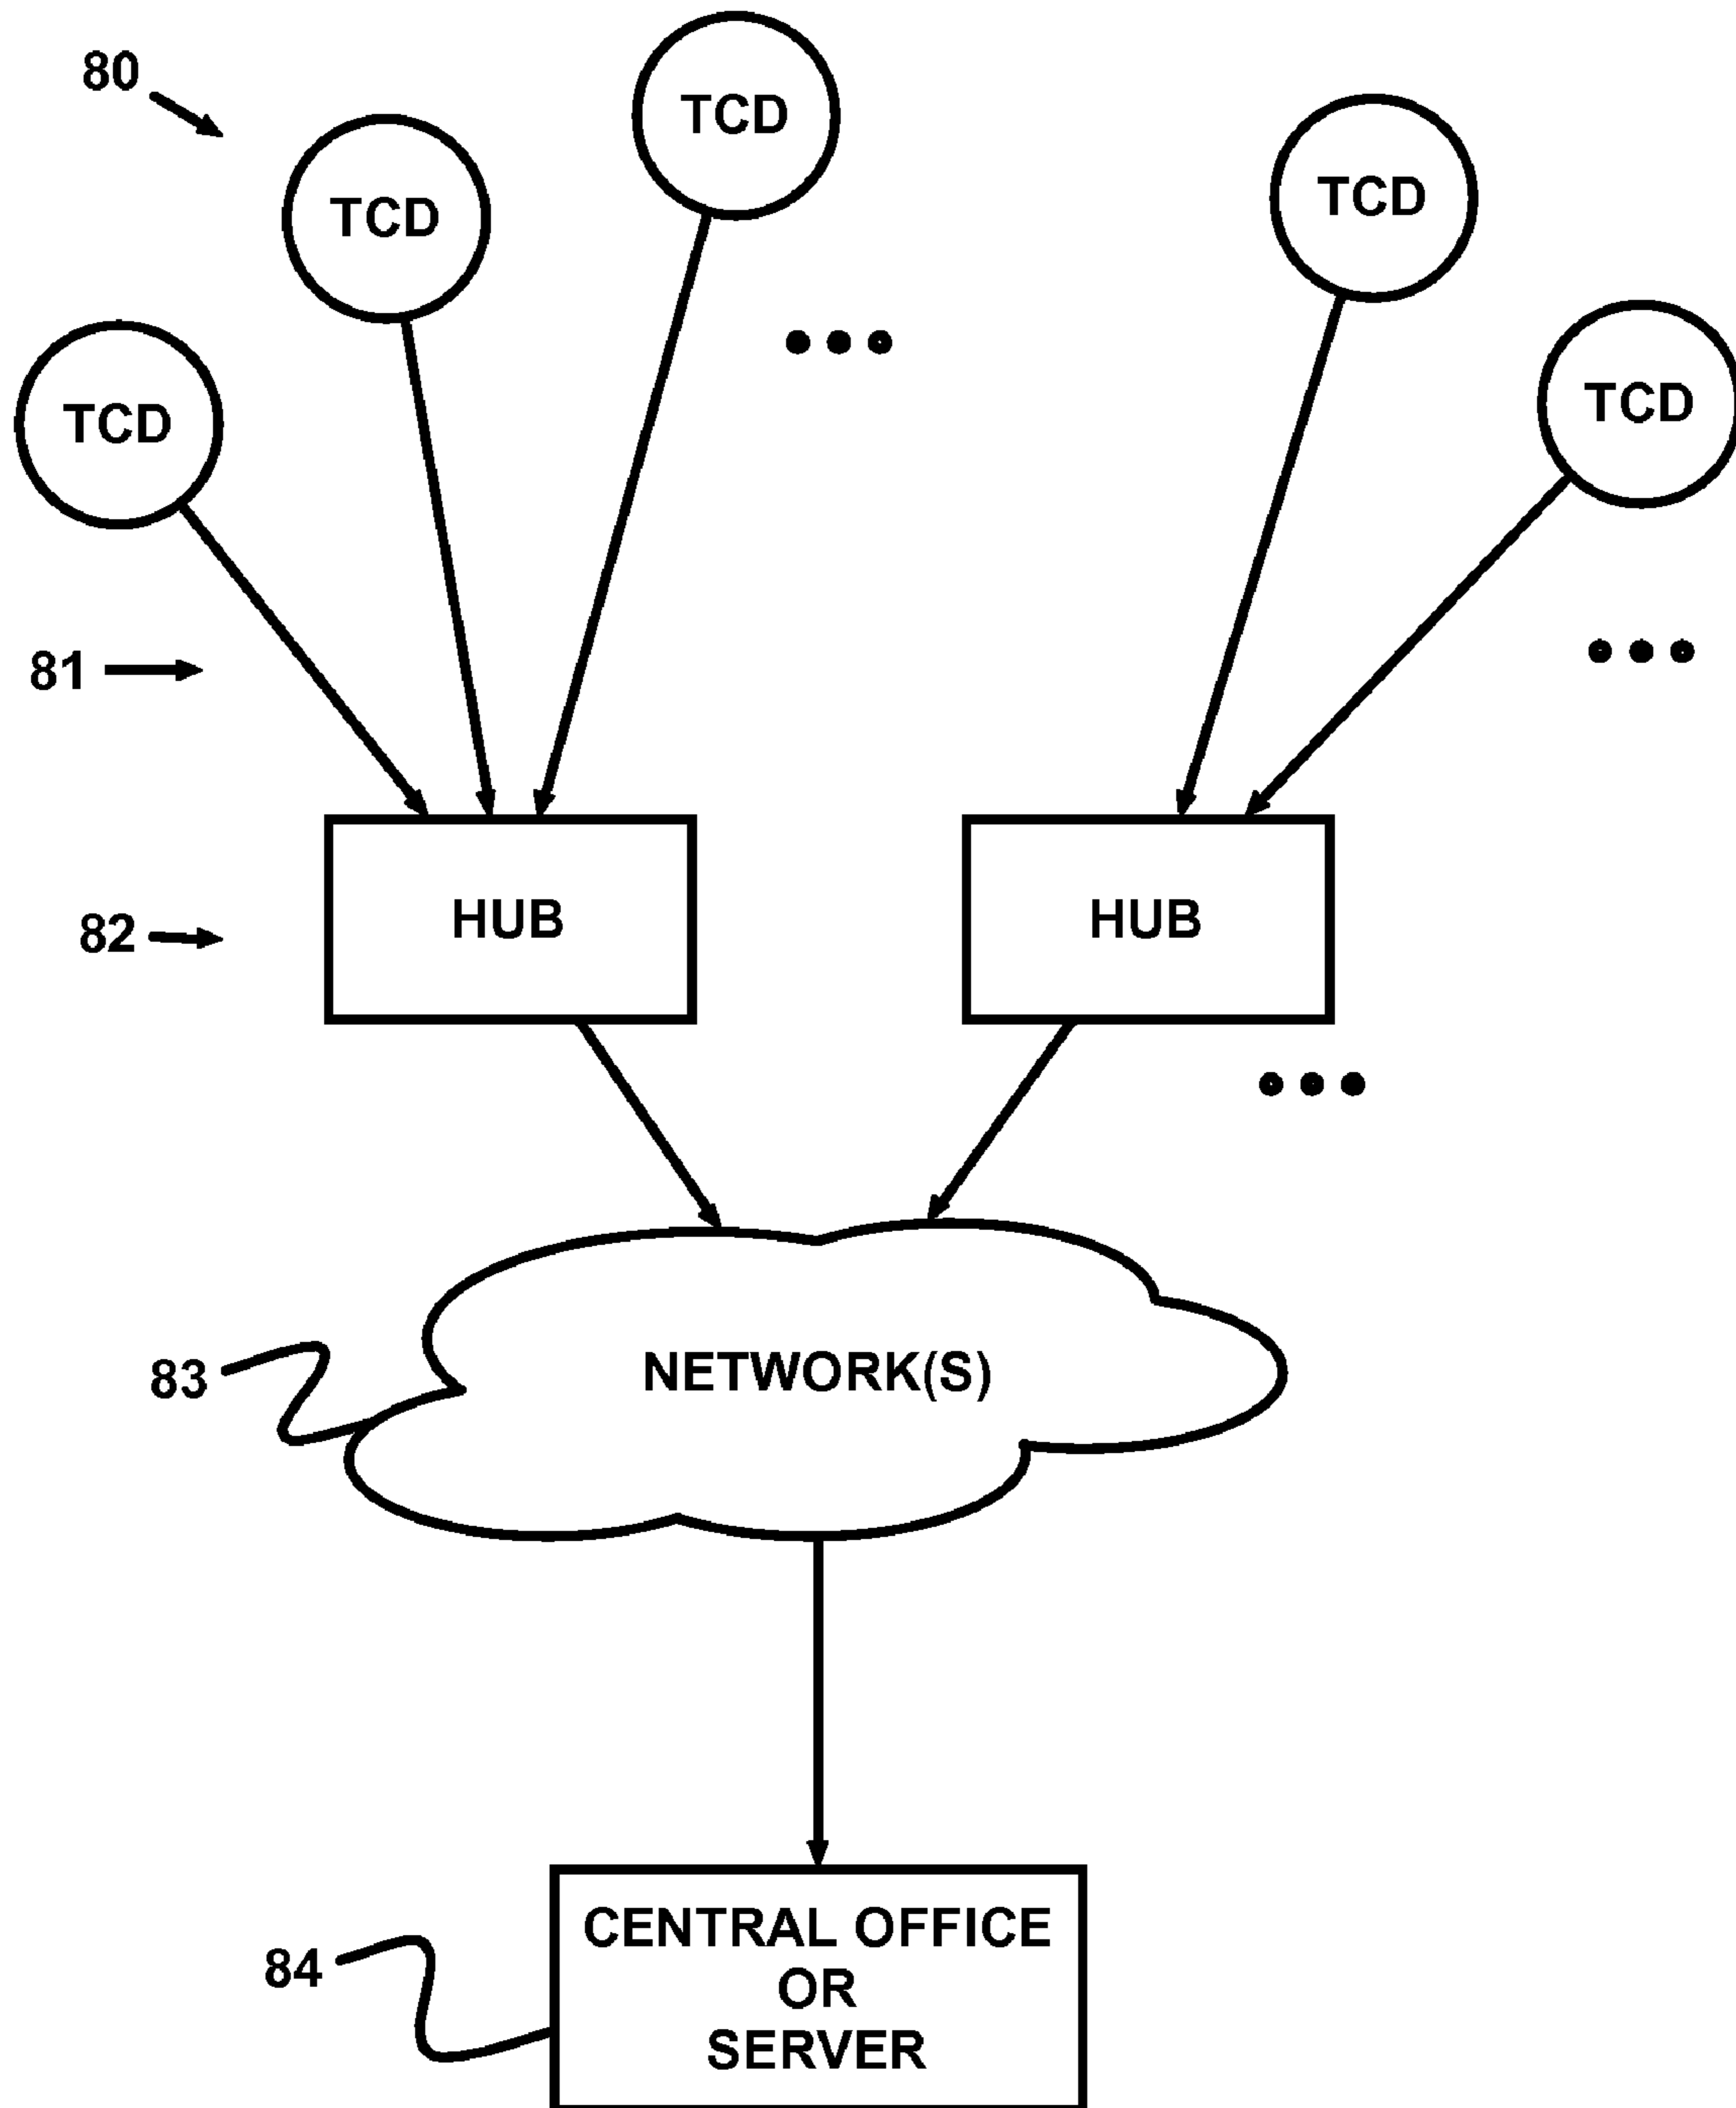 80
TCD
TCD
TCD
TCD
TCD
81
82
HUB
HUB
83
NETWORK(S)
84
CENTRAL OFFICE
OR
SERVER